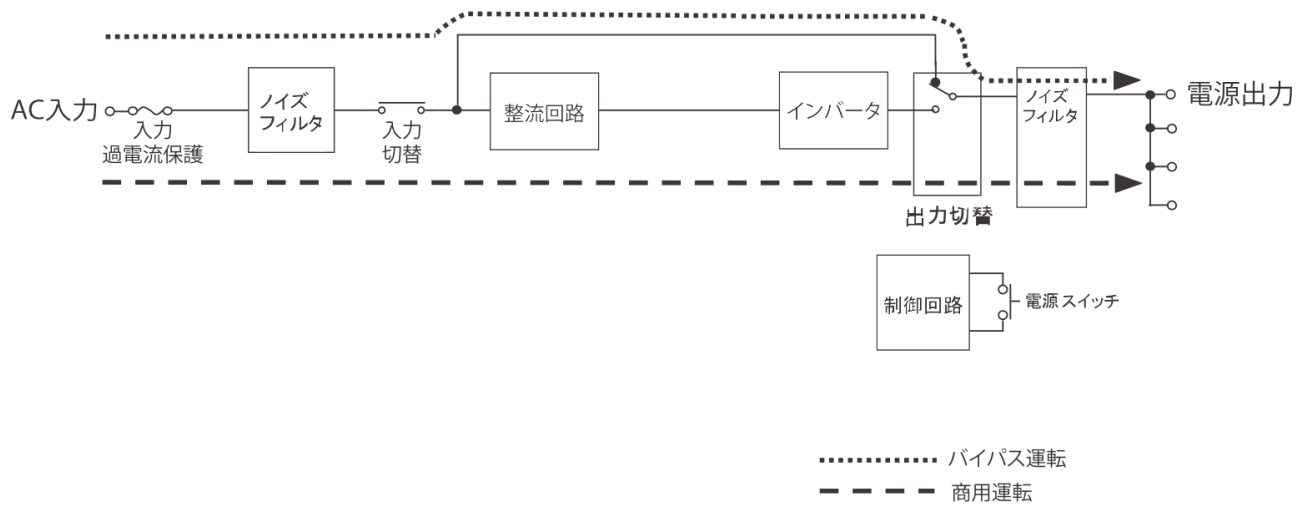 AC入力
入力
過電流保護
ノイズ
フィルタ
入力
切替
整流回路
インバータ
出力切替
ノイズ
フィルタ
電源出力
制御回路
電源スイッチ
バイパス運転
商用運転